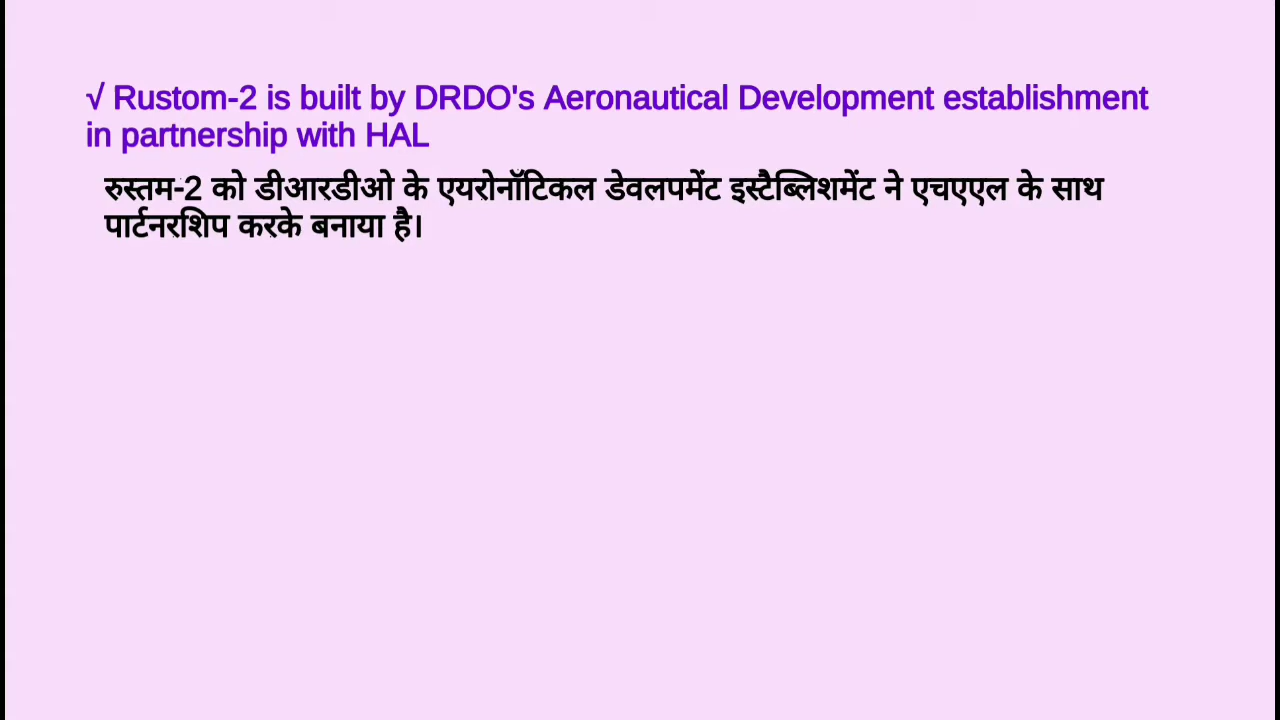 √ Rustom-2 is built by DRDO's Aeronautical Development establishment
in partnership with HAL
रुस्तम-2 को डीआरडीओ के एयरोनॉटिकल डेवलपमेंट इस्टैब्लिशमेंट ने एचएएल के साथ
पार्टनरशिप करके बनाया है।